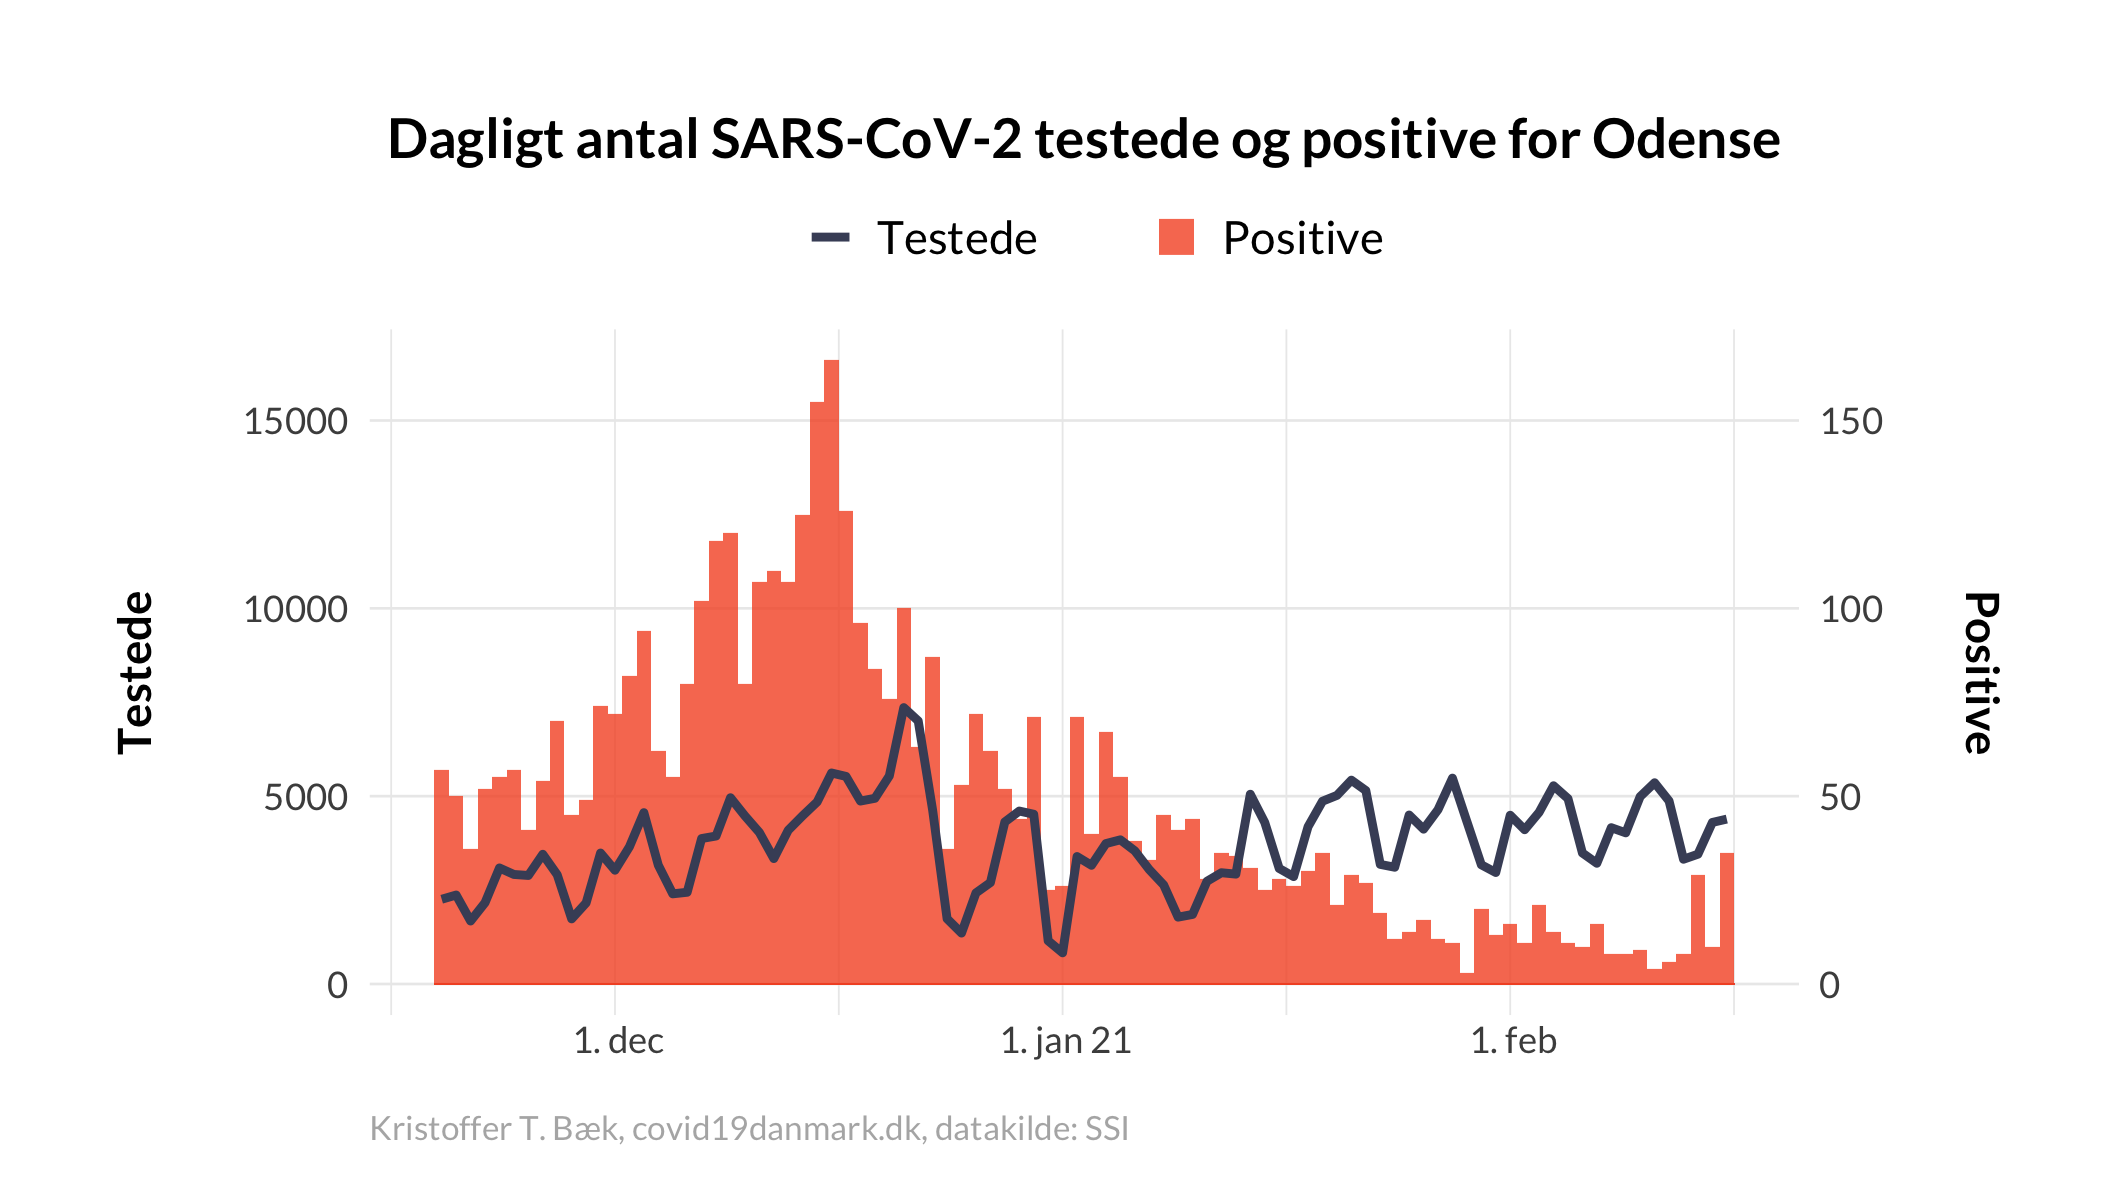 Dagligt antal SARS-CoV-2 testede og positive for Odense
Testede
Positive
15000
10000
5000
0
Testede
150
100
50
0
Positive
1. dec
1. jan 21
1. feb
Kristoffer T. Bæk, covid19danmark.dk, datakilde: SSI